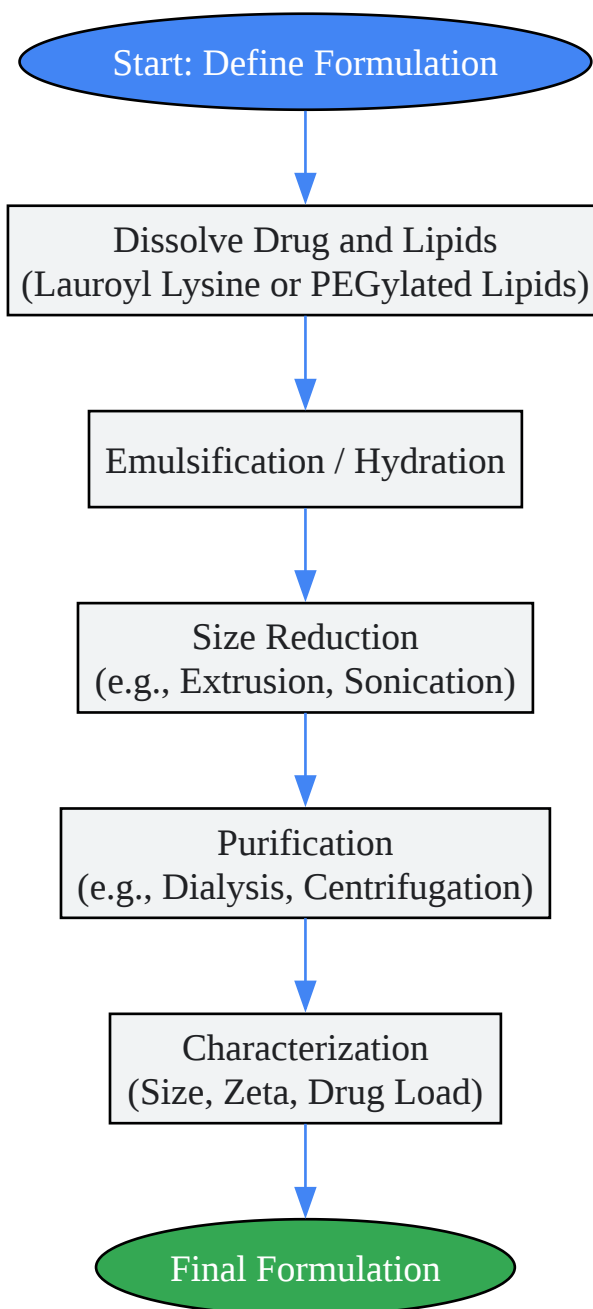 Start: Define Formulation
Dissolve Drug and Lipids
(Lauroyl Lysine or PEGylated Lipids)
Emulsification / Hydration
Size Reduction
(e.g., Extrusion, Sonication)
Purification
(e.g., Dialysis, Centrifugation)
Characterization
(Size, Zeta, Drug Load)
Final Formulation